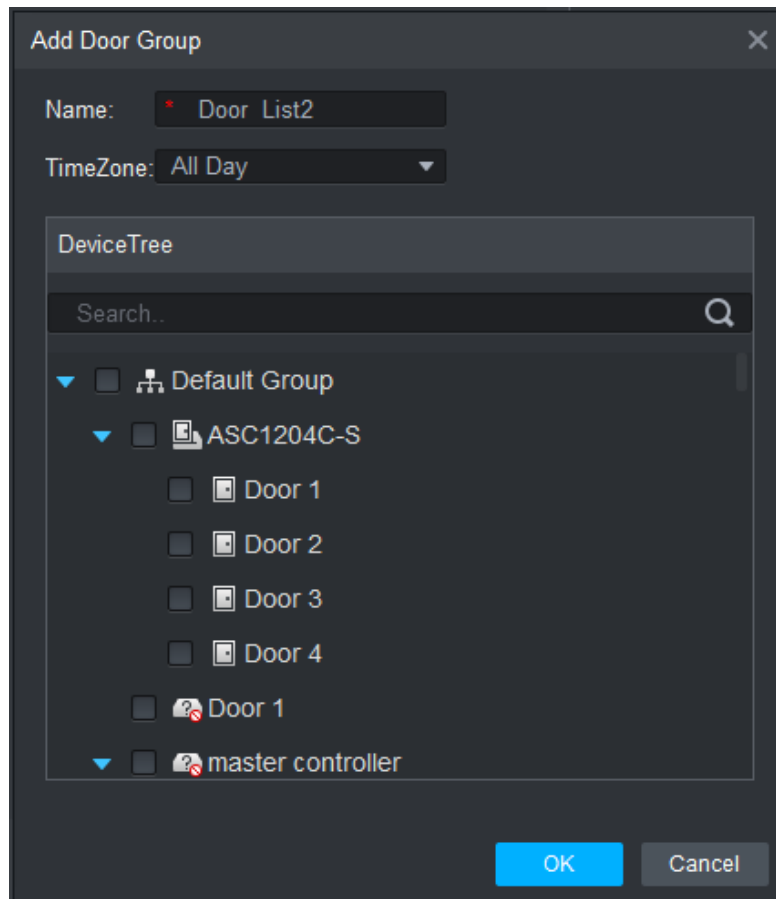 Add Door Group
Name: * Door List2
TimeZone: All Day
DeviceTree
Search..
Default Group
ASC1204C-S
Door 1
Door 2
Door 3
Door 4
Door 1
master controller
OK Cancel